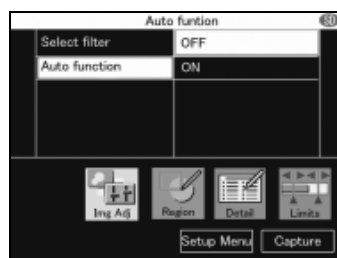 Auto funtion
Select filter OFF
Auto function ON
Img Adj Region Detail Limits
Setup Menu Capture